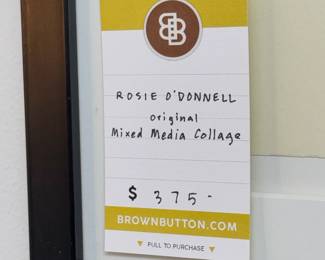 BB
ROSIE O'DONNELL
original
Mixed Media Collage
$ 375-
BROWNBUTTON.COM
▼ PULL TO PURCHASE ▼